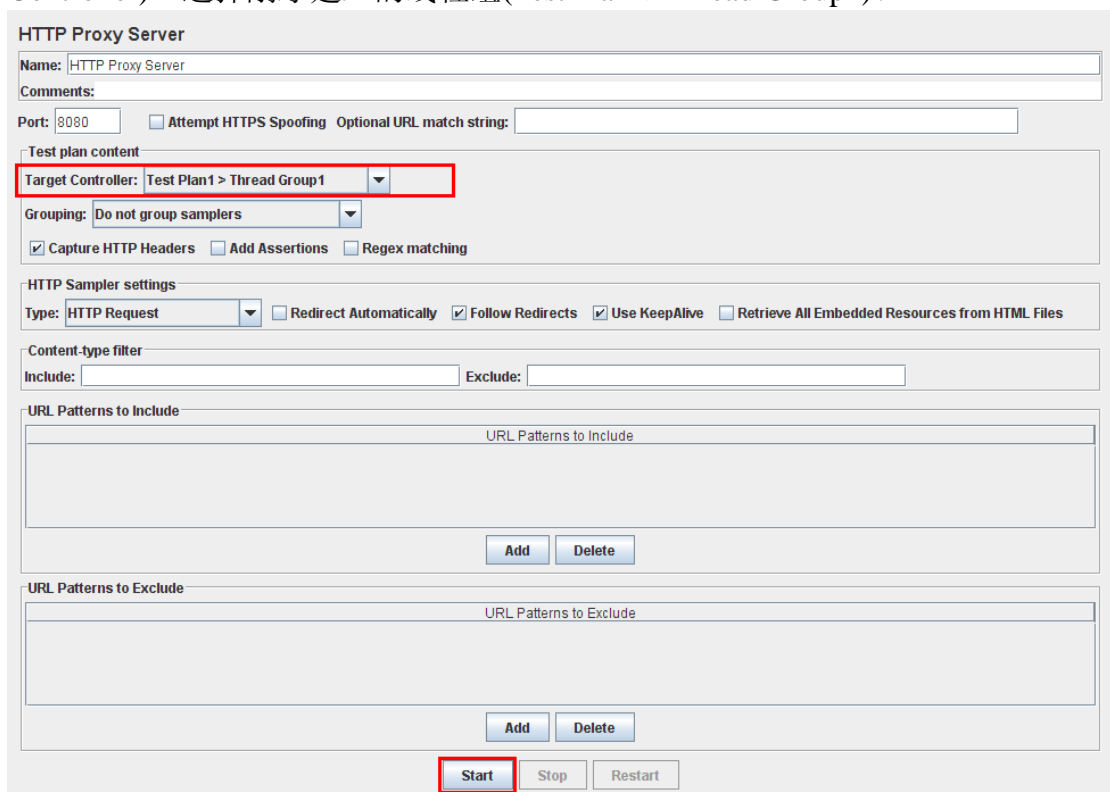 HTTP Proxy Server
Name: HTTP Proxy Server
Comments:
Port: 8080 Attempt HTTPS Spoofing Optional URL match string:
Test plan content
Target Controller: Test Plan1 > Thread Group1
Grouping: Do not group samplers
Capture HTTP Headers Add Assertions Regex matching
HTTP Sampler settings
Type: HTTP Request Redirect Automatically Follow Redirects Use KeepAlive Retrieve All Embedded Resources from HTML Files
Content-type filter
Include: Exclude:
URL Patterns to Include
URL Patterns to Include
Add Delete
URL Patterns to Exclude
URL Patterns to Exclude
Add Delete
Start Stop Restart